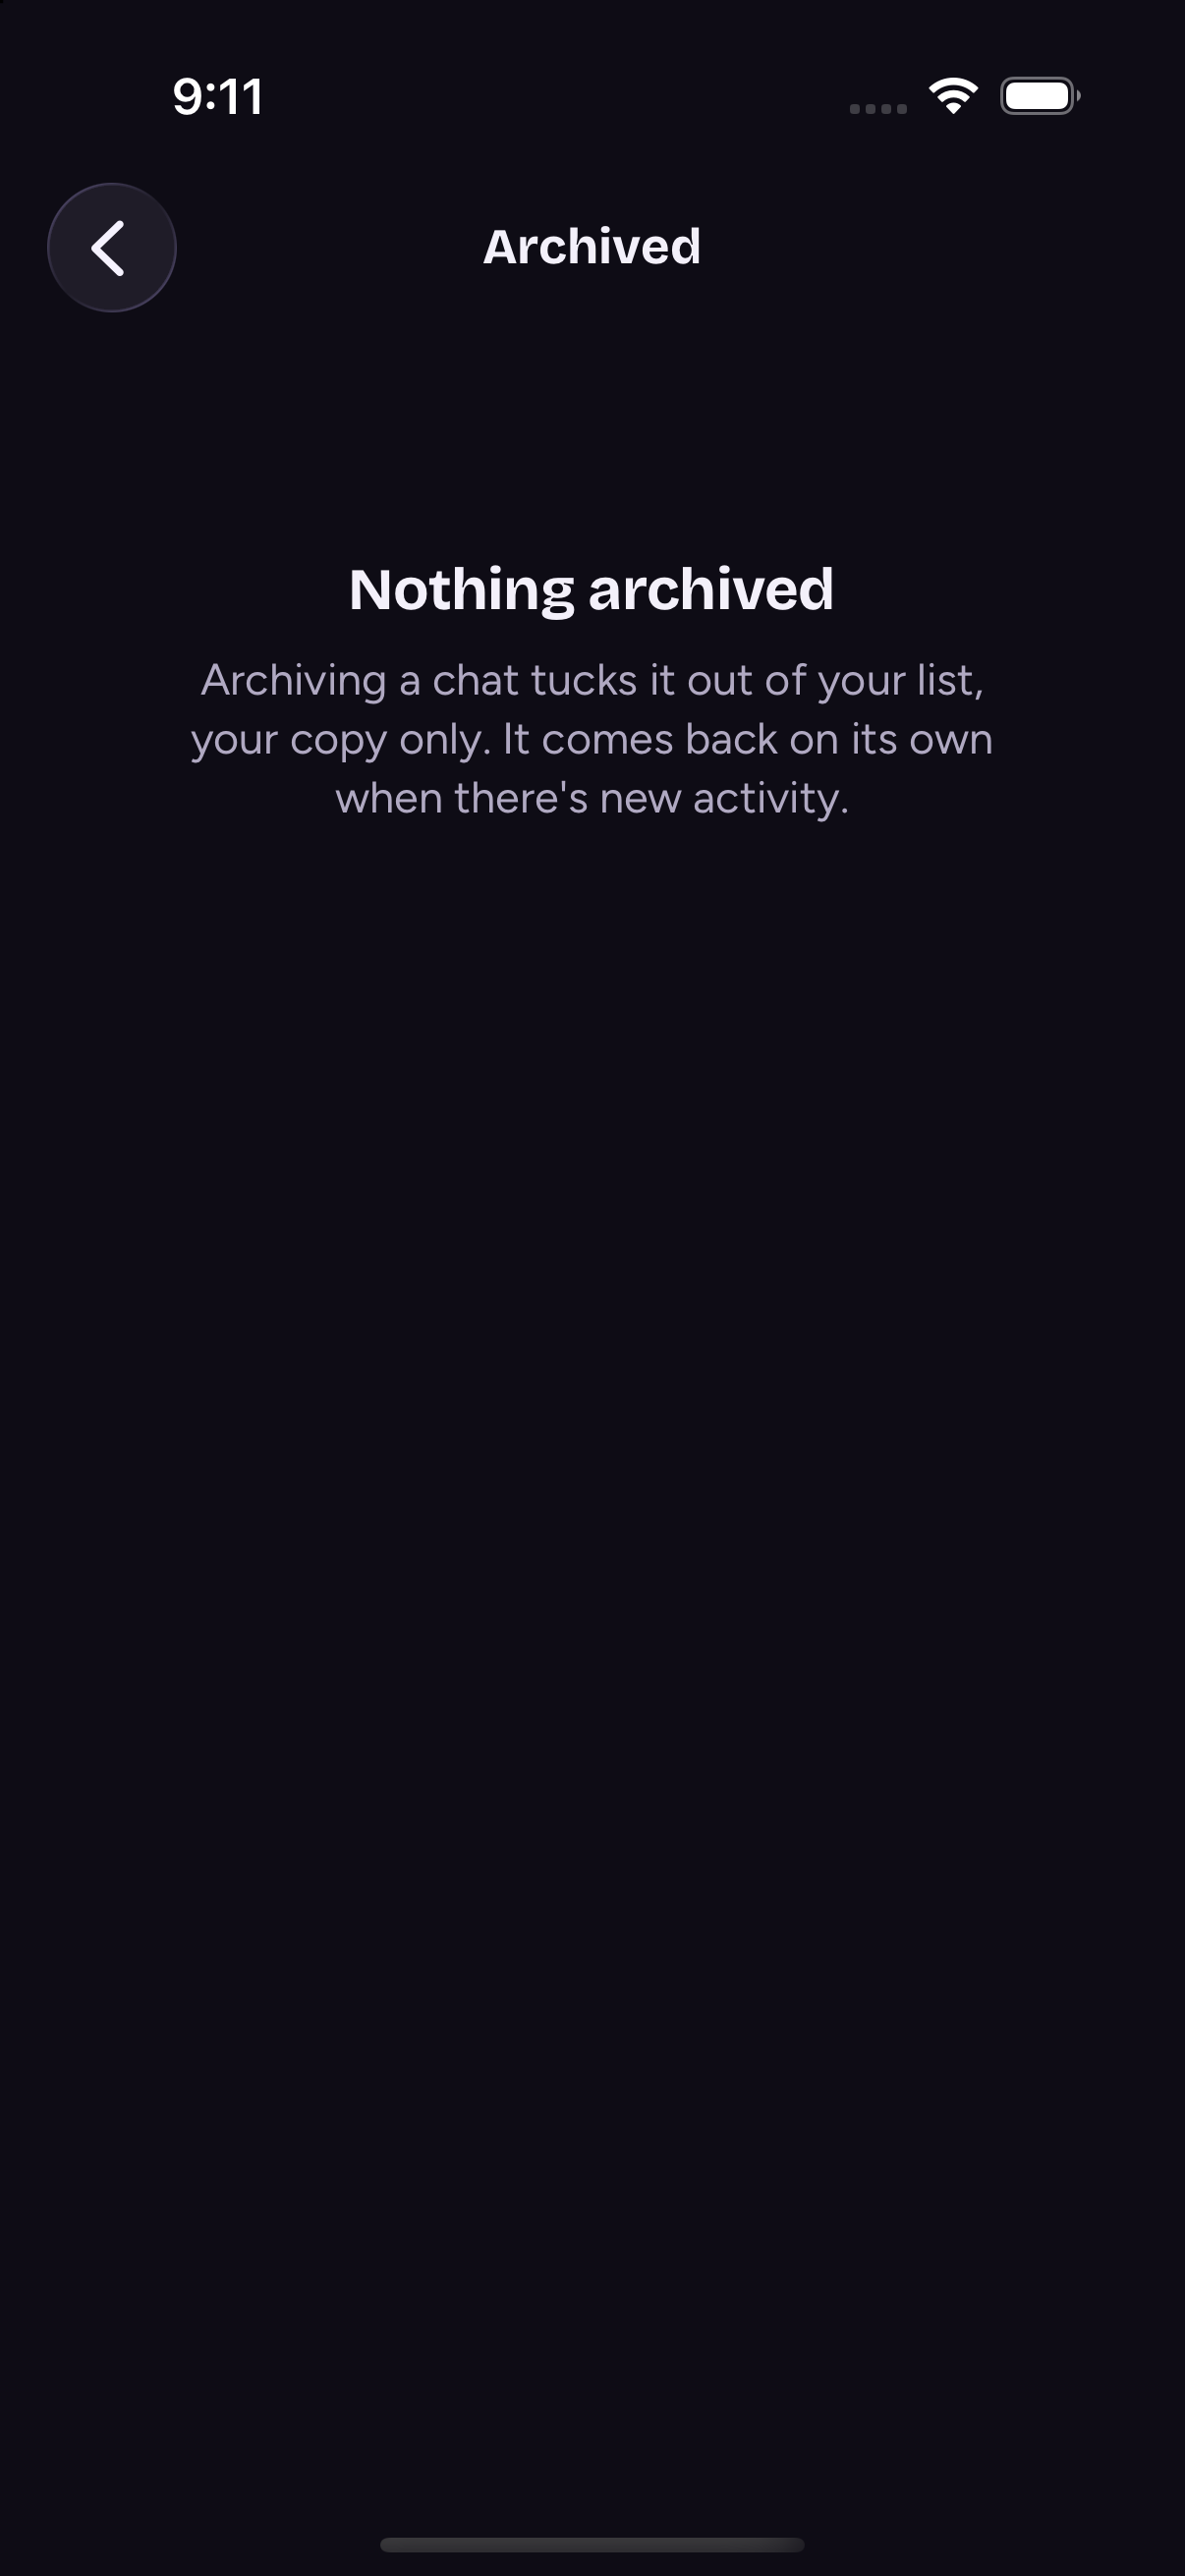 9:11
Archived
Nothing archived
Archiving a chat tucks it out of your list,
your copy only. It comes back on its own
when there's new activity.